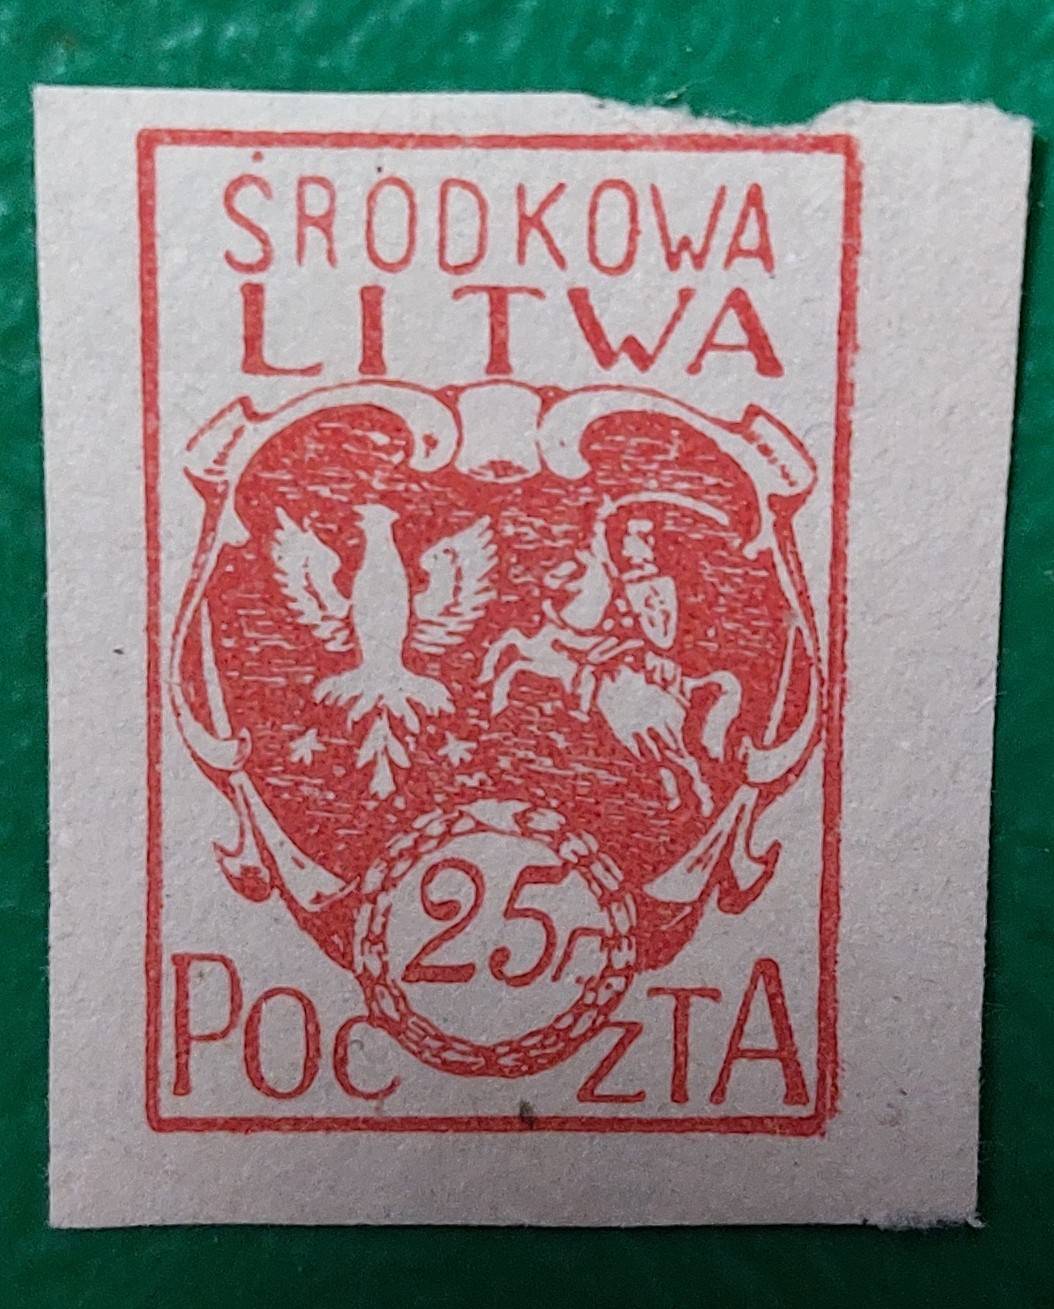 ŚRODKOWA
LITWA
25 F.
POCZTA